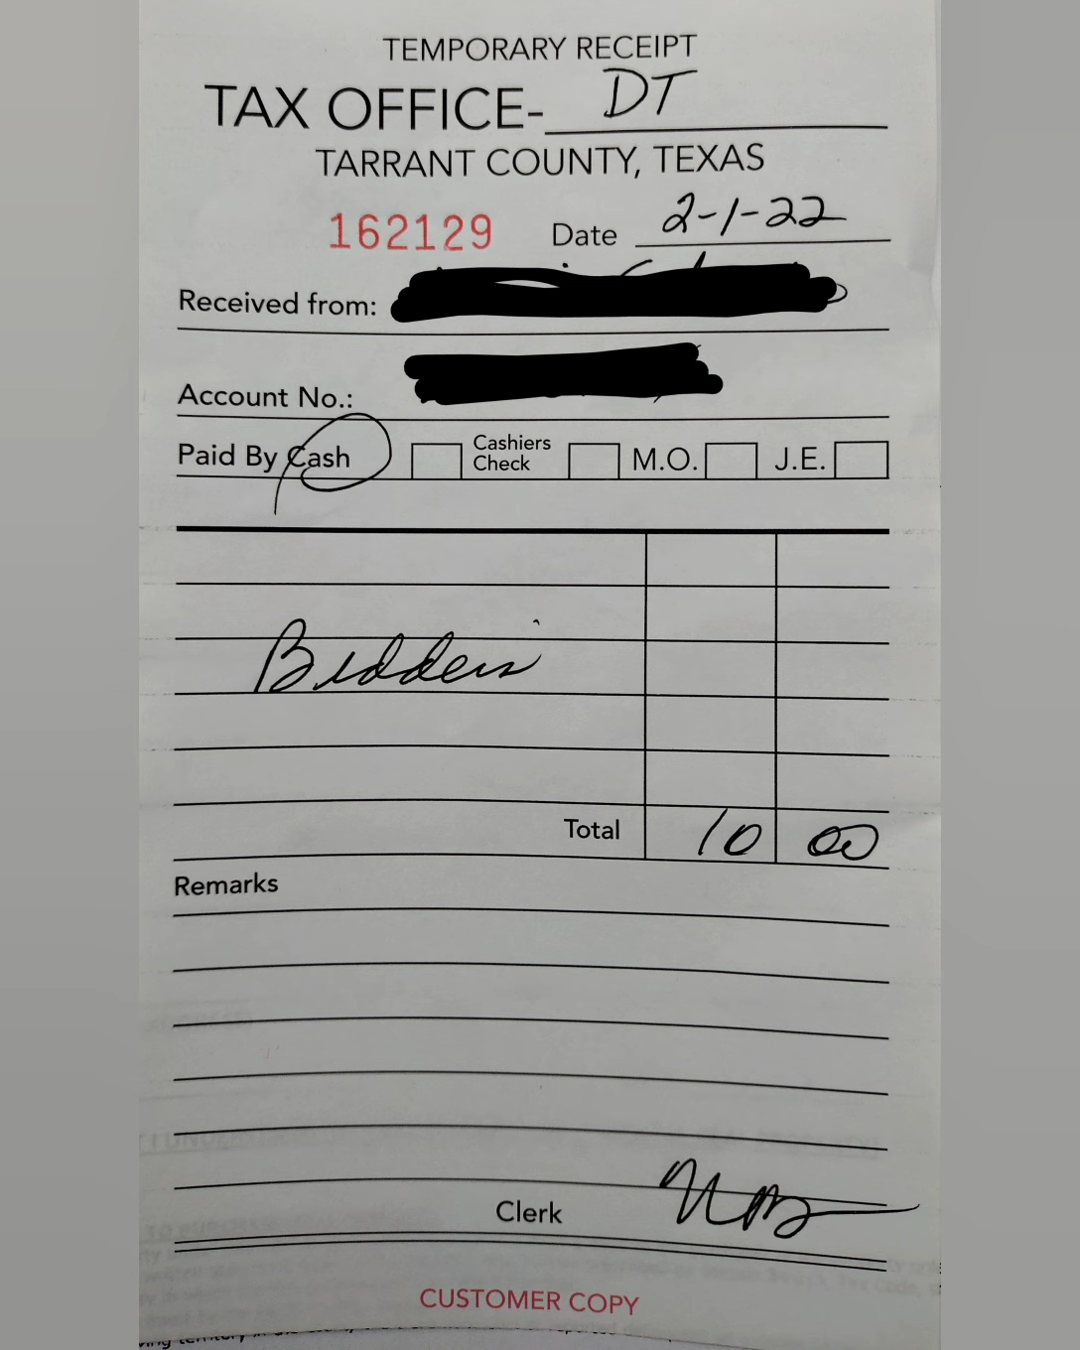 TEMPORARY RECEIPT
TAX OFFICE- DT
TARRANT COUNTY, TEXAS
162129 Date 2-1-22
Received from:
Account No.:
Paid By Cash Cashiers Check M.O. J.E.
Total 10 00
Remarks
Clerk
CUSTOMER COPY